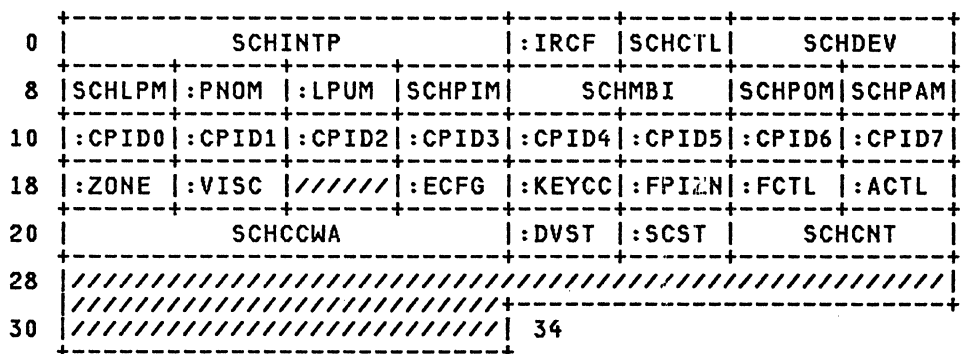 0 | SCHINTP |:IRCF |SCHCTL| SCHDEV |
8 |SCHLPM|:PNOM |:LPUM |SCHPIM| SCHMBI |SCHPOM|SCHPAM|
10 |:CPID0|:CPID1|:CPID2|:CPID3|:CPID4|:CPID5|:CPID6|:CPID7|
18 |:ZONE |:VISC |//////|:ECFG |:KEYCC|:FPIZN|:FCTL |:ACTL |
20 | SCHCCWA |:DVST |:SCST | SCHCNT |
28 |///////////////////////////////////////////////////////|
|///////////////////////////|
30 |///////////////////////////| 34